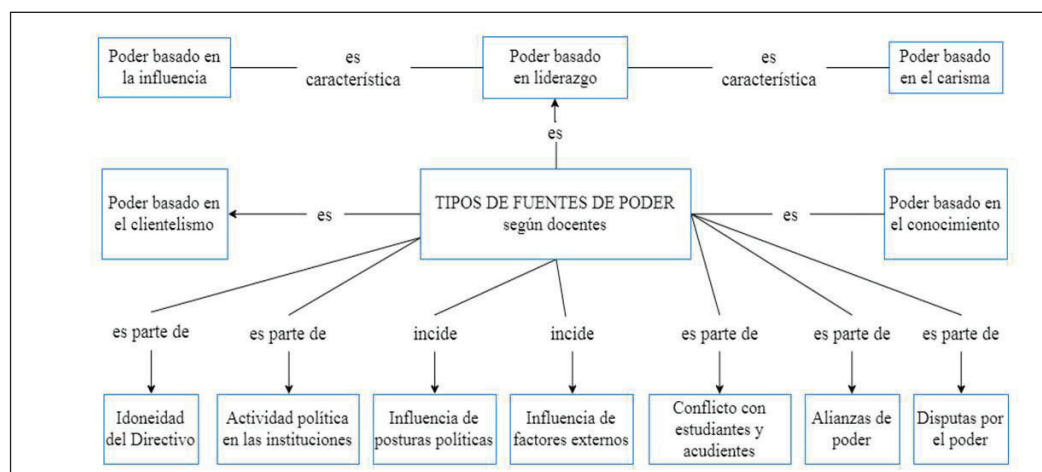 Poder basado en
la influencia
es
característica
Poder basado
en liderazgo
es
característica
Poder basado
en el carisma
es
Poder basado en
el clientelismo
es
TIPOS DE FUENTES DE PODER
según docentes
es
Poder basado en
el conocimiento
es parte de
es parte de
incide
incide
es parte de
es parte de
es parte de
Idoneidad
del Directivo
Actividad política
en las instituciones
Influencia de
posturas políticas
Influencia de
factores externos
Conflicto con
estudiantes y
acudientes
Alianzas de
poder
Disputas por
el poder